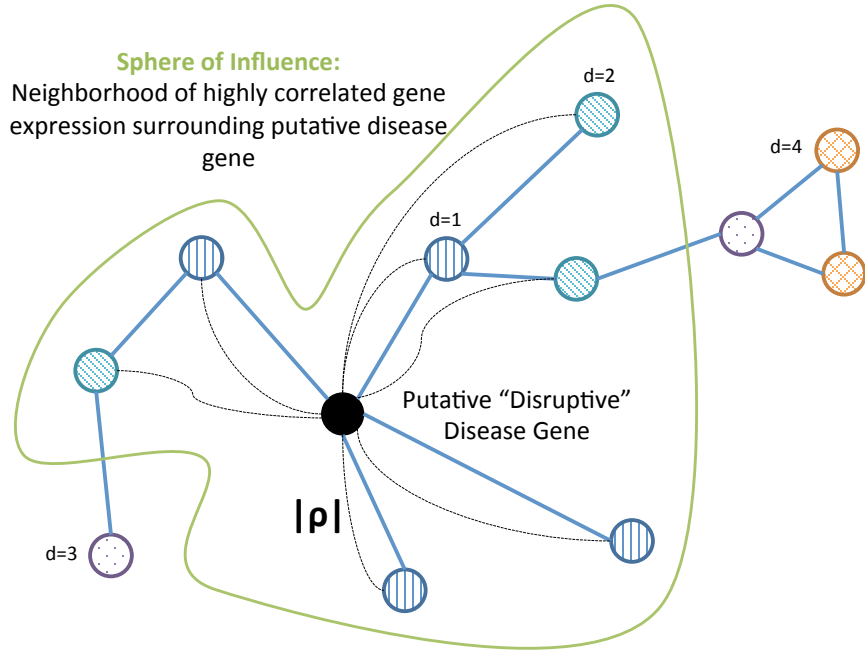 Sphere of Influence:
Neighborhood of highly correlated gene
expression surrounding putative disease
gene
d=2
d=4
d=1
Putative “Disruptive”
Disease Gene
|ρ|
d=3